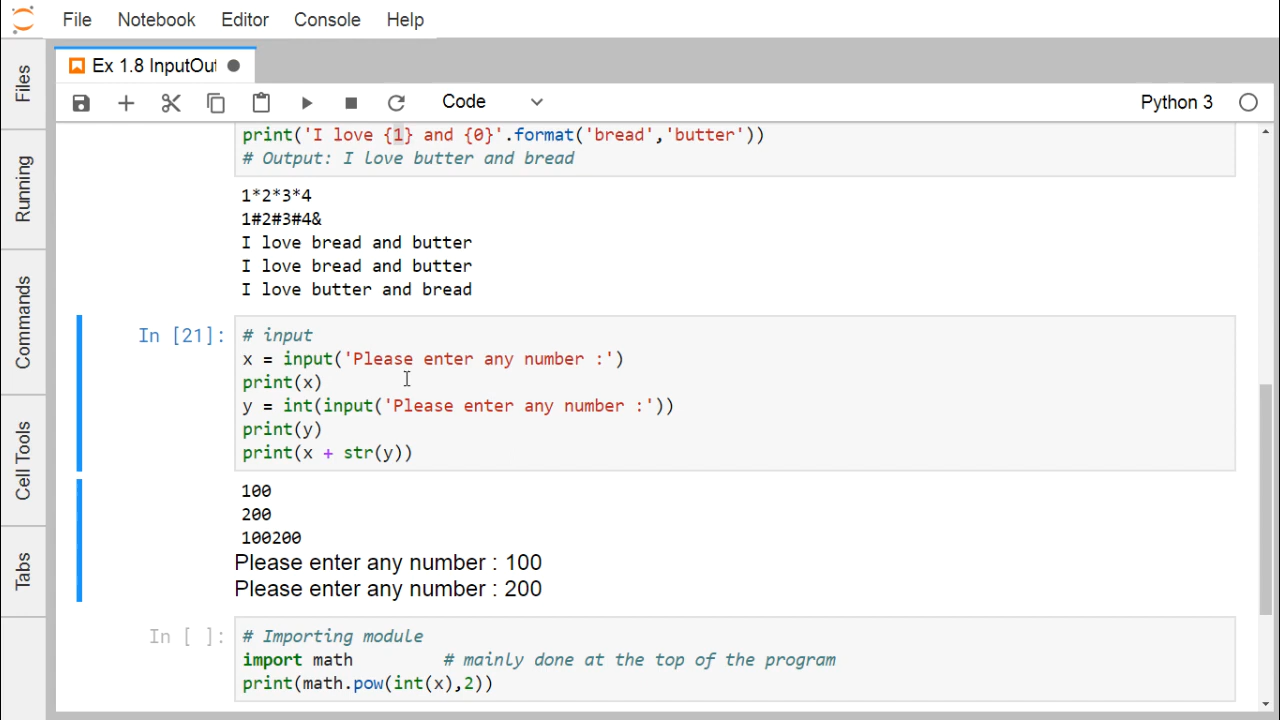 File Notebook Editor Console Help
Ex 1.8 InputOut
Code Python 3
Files
Running
Commands
Cell Tools
Tabs
print('I love {1} and {0}'.format('bread','butter'))
# Output: I love butter and bread
1*2*3*4
1#2#3#4&
I love bread and butter
I love bread and butter
I love butter and bread
In [21]: # input
x = input('Please enter any number :')
print(x)
y = int(input('Please enter any number :'))
print(y)
print(x + str(y))
100
200
100200
Please enter any number : 100
Please enter any number : 200
In [ ]: # Importing module
import math # mainly done at the top of the program
print(math.pow(int(x),2))